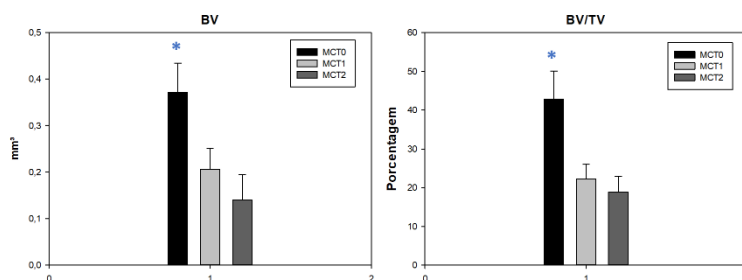 BV
0,5
0,4
0,3
0,2
0,1
0,0
mm³
*
MCT0
MCT1
MCT2
0
1
2
BV/TV
60
50
40
30
20
10
0
Porcentagem
*
MCT0
MCT1
MCT2
0
1